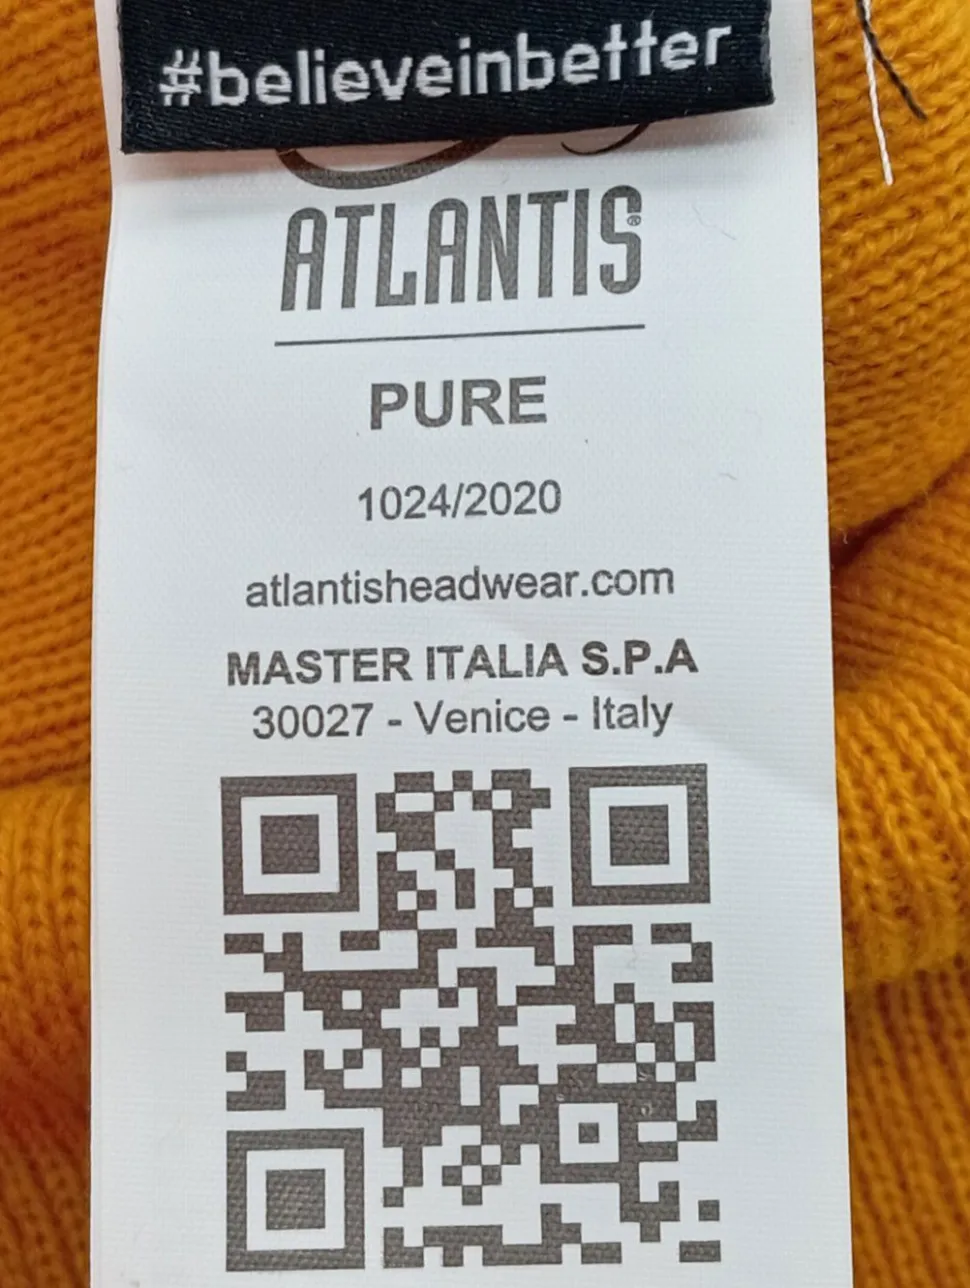 #believeinbetter
ATLANTIS®
PURE
1024/2020
atlantisheadwear.com
MASTER ITALIA S.P.A
30027 - Venice - Italy